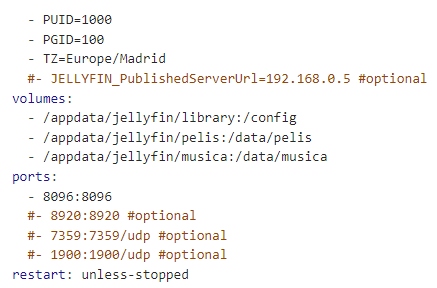 - PUID=1000
- PGID=100
- TZ=Europe/Madrid
#- JELLYFIN_PublishedServerUrl=192.168.0.5 #optional
volumes:
- /appdata/jellyfin/library:/config
- /appdata/jellyfin/pelis:/data/pelis
- /appdata/jellyfin/musica:/data/musica
ports:
- 8096:8096
#- 8920:8920 #optional
#- 7359:7359/udp #optional
#- 1900:1900/udp #optional
restart: unless-stopped